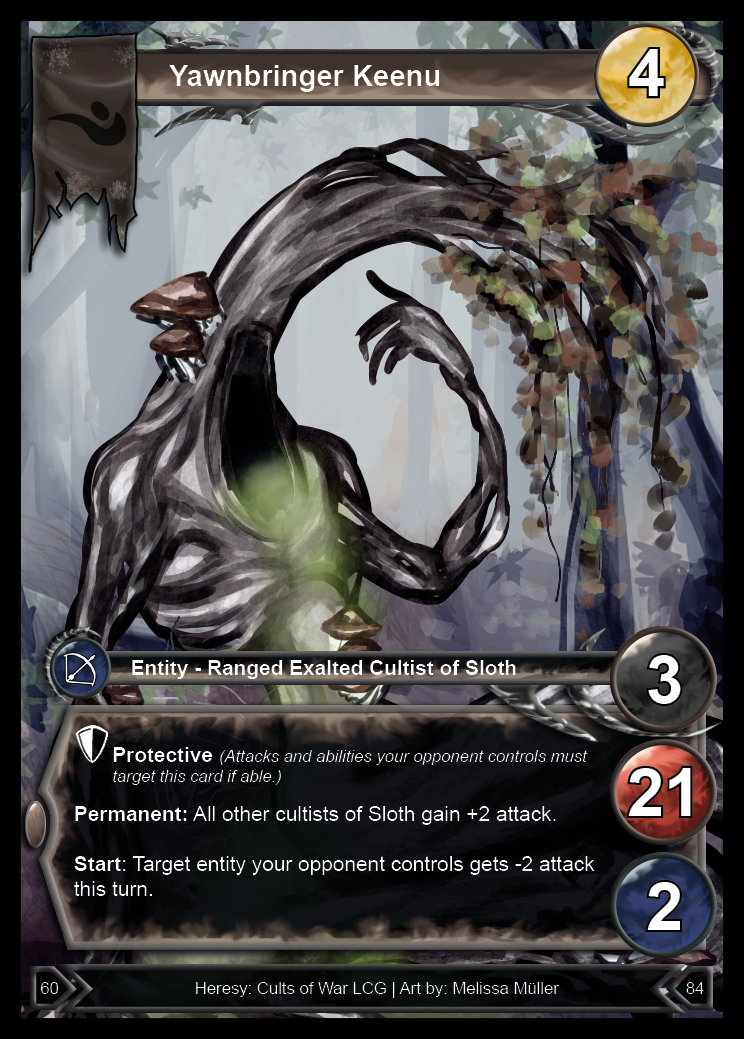 Yawnbringer Keenu
4
Entity - Ranged Exalted Cultist of Sloth
3
Protective (Attacks and abilities your opponent controls must
target this card if able.)
21
Permanent: All other cultists of Sloth gain +2 attack.
Start: Target entity your opponent controls gets -2 attack
this turn.
2
60
Heresy: Cults of War LCG | Art by: Melissa Müller
84